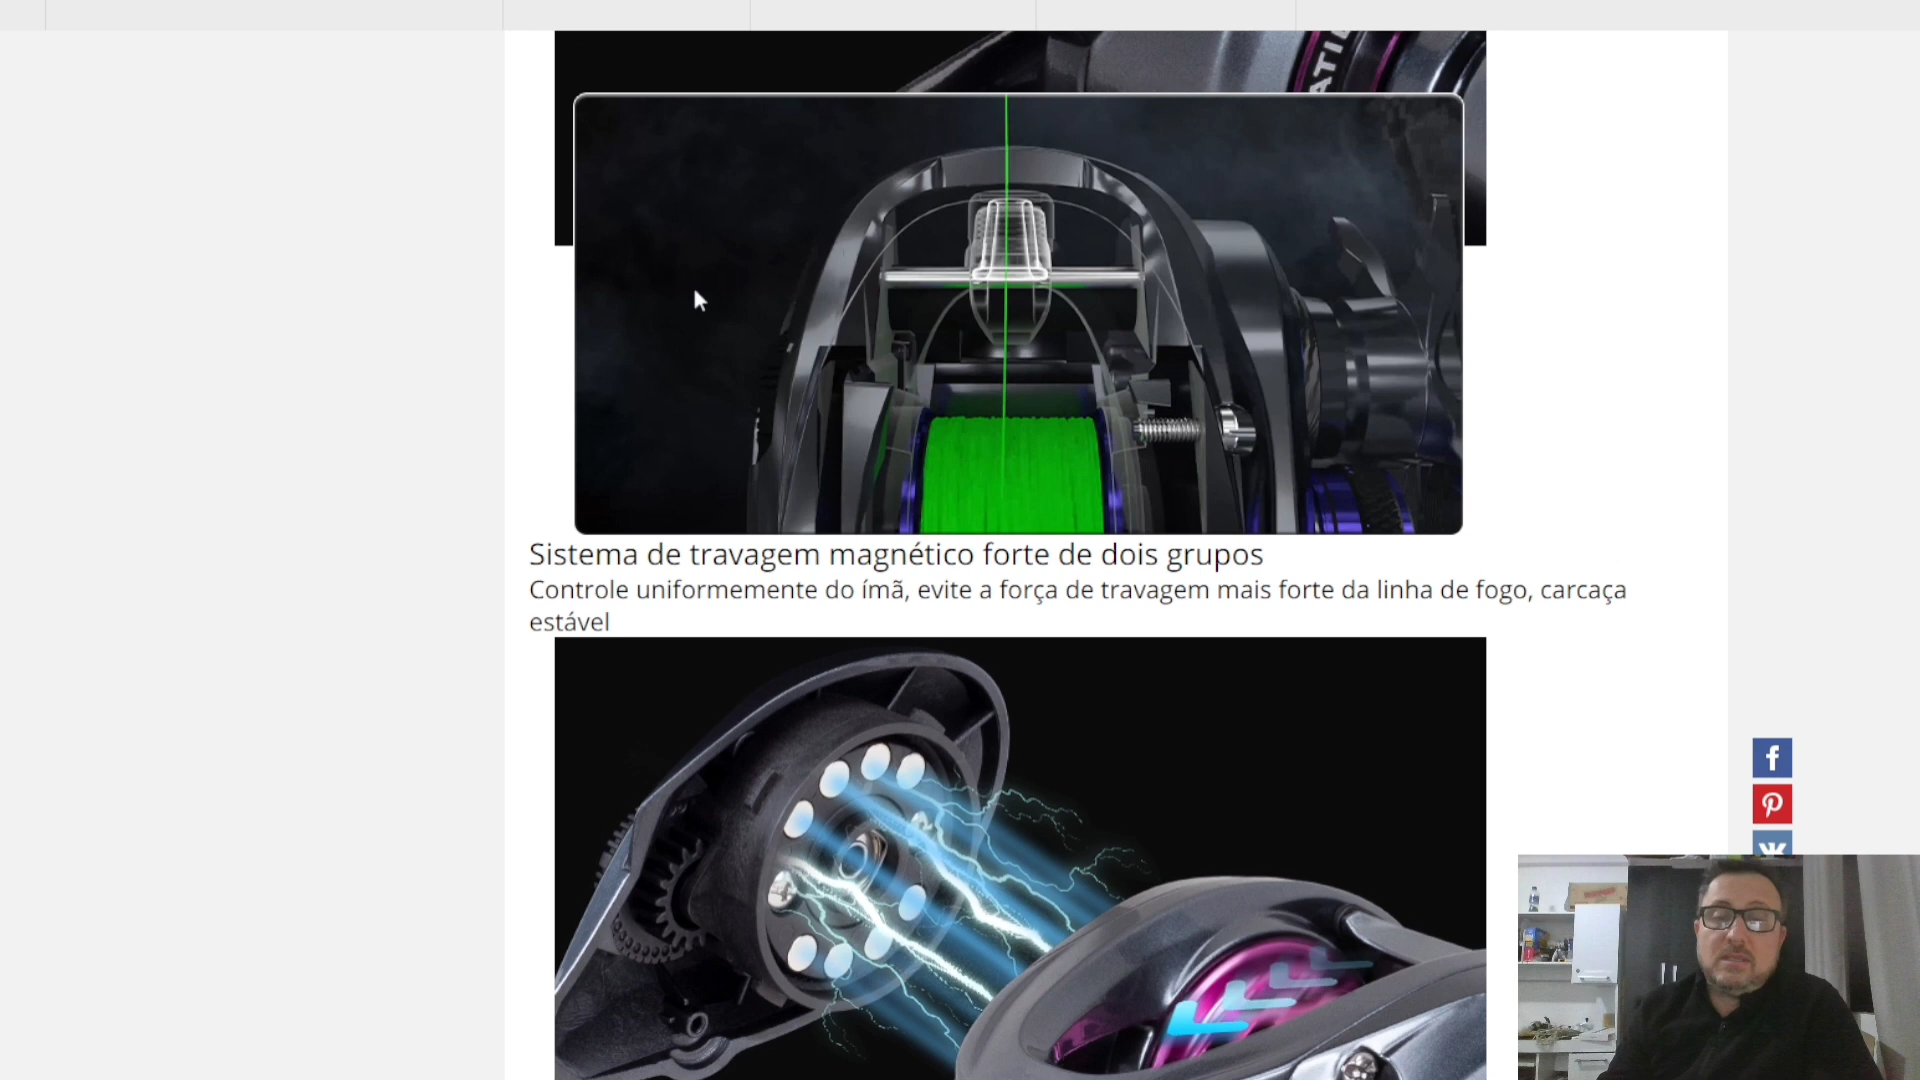 ATIC
Sistema de travagem magnético forte de dois grupos
Controle uniformemente do ímã, evite a força de travagem mais forte da linha de fogo, carcaça
estável